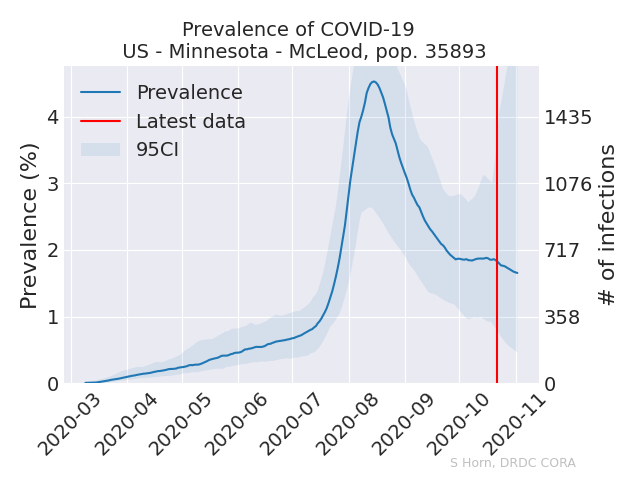 Prevalence of COVID-19
US - Minnesota - McLeod, pop. 35893
Prevalence
Latest data
95CI
Prevalence (%)
4
3
2
1
0
1435
1076
717
358
0
# of infections
2020-03
2020-04
2020-05
2020-06
2020-07
2020-08
2020-09
2020-10
2020-11
S Horn, DRDC CORA